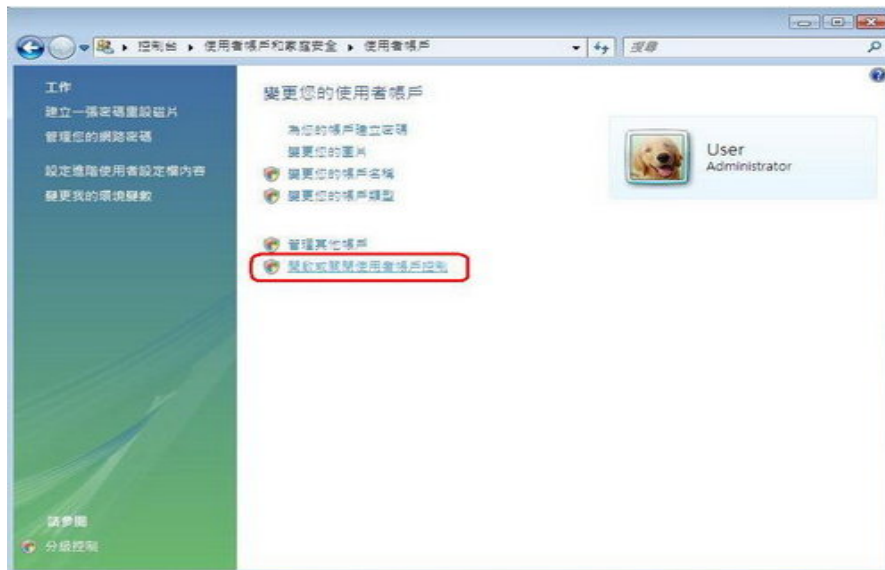 控制台 ▸ 使用者帳戶和家庭安全 ▸ 使用者帳戶
搜尋
工作
建立一張密碼重設磁片
管理您的網路密碼
設定進階使用者設定檔內容
變更我的環境變數
變更您的使用者帳戶
為您的帳戶建立密碼
變更您的圖片
變更您的帳戶名稱
變更您的帳戶類型
管理其他帳戶
開啟或關閉使用者帳戶控制
User
Administrator
請參閱
分級控制